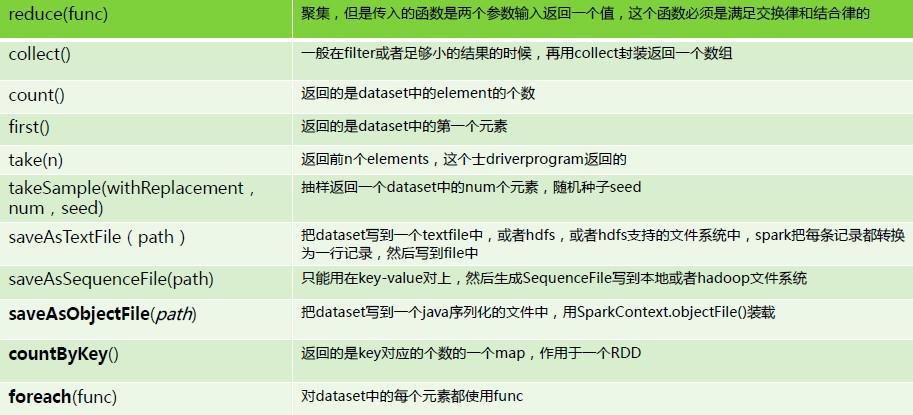 reduce(func) 聚集，但是传入的函数是两个参数输入返回一个值，这个函数必须是满足交换律和结合律的
collect() 一般在filter或者足够小的结果的时候，再用collect封装返回一个数组
count() 返回的是dataset中的element的个数
first() 返回的是dataset中的第一个元素
take(n) 返回前n个elements，这个士driverprogram返回的
takeSample(withReplacement，
num，seed) 抽样返回一个dataset中的num个元素，随机种子seed
saveAsTextFile（path） 把dataset写到一个textfile中，或者hdfs，或者hdfs支持的文件系统中，spark把每条记录都转换
为一行记录，然后写到file中
saveAsSequenceFile(path) 只能用在key-value对上，然后生成SequenceFile写到本地或者hadoop文件系统
saveAsObjectFile(path) 把dataset写到一个java序列化的文件中，用SparkContext.objectFile()装载
countByKey() 返回的是key对应的个数的一个map，作用于一个RDD
foreach(func) 对dataset中的每个元素都使用func